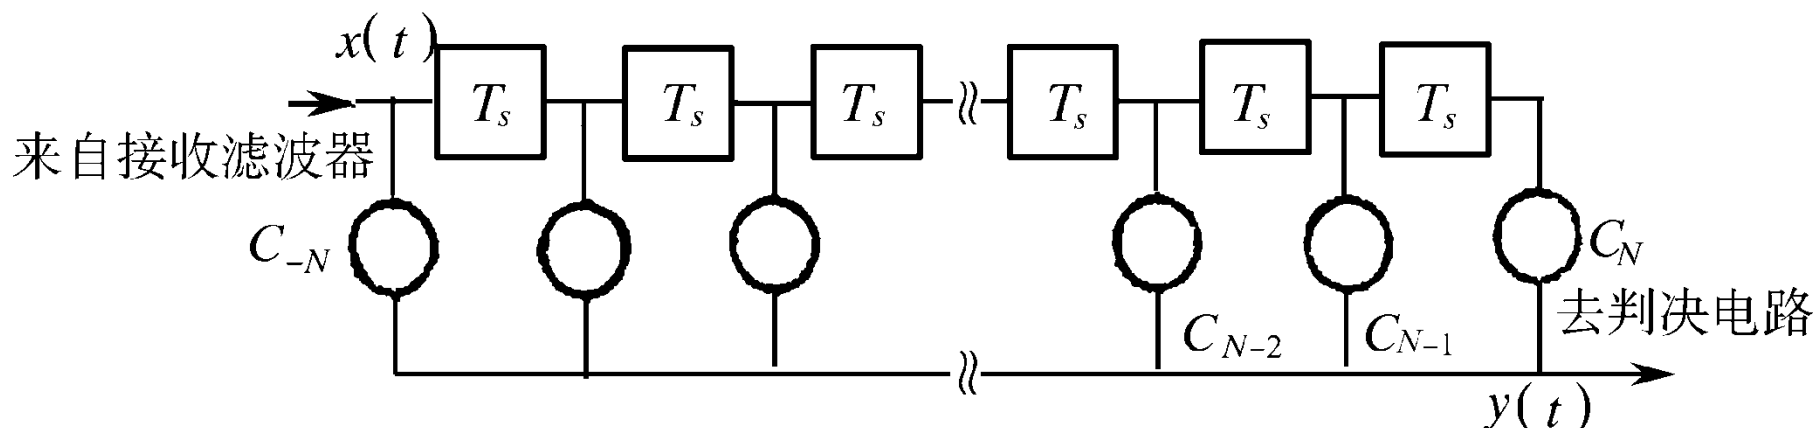 x(t)
T_s T_s T_s T_s T_s T_s
来自接收滤波器
C_{-N}
C_N
去判决电路
C_{N-2} C_{N-1}
y(t)